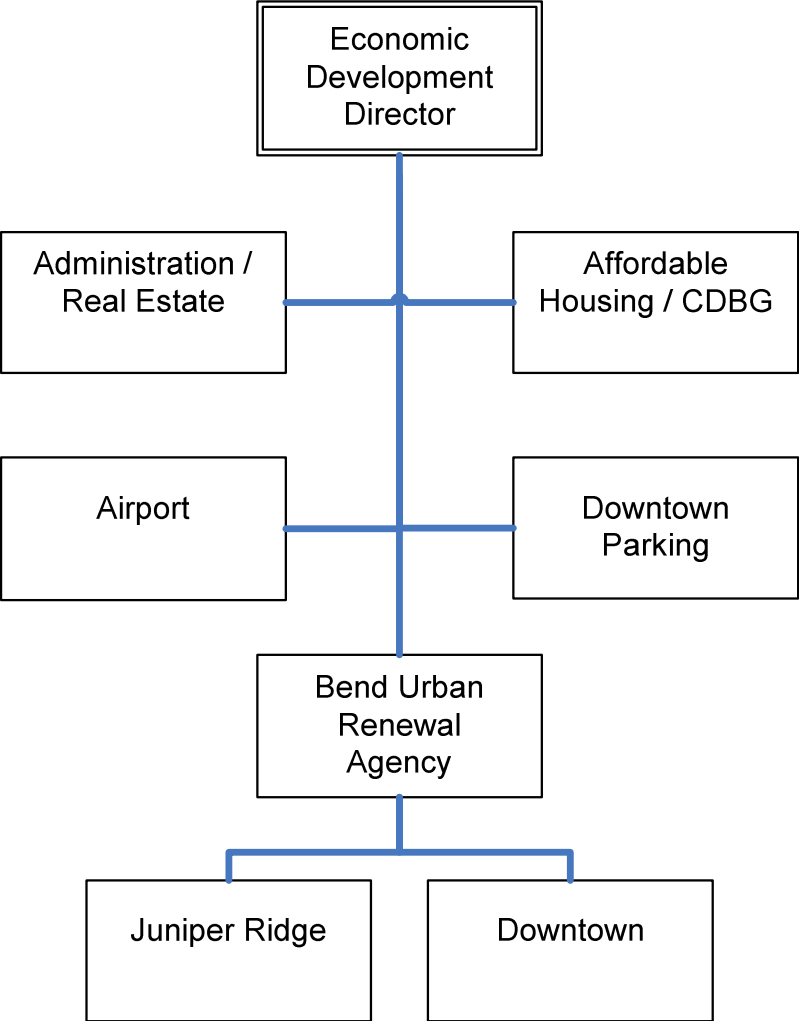 Economic
Development
Director
Administration /
Real Estate
Affordable
Housing / CDBG
Airport
Downtown
Parking
Bend Urban
Renewal
Agency
Juniper Ridge
Downtown